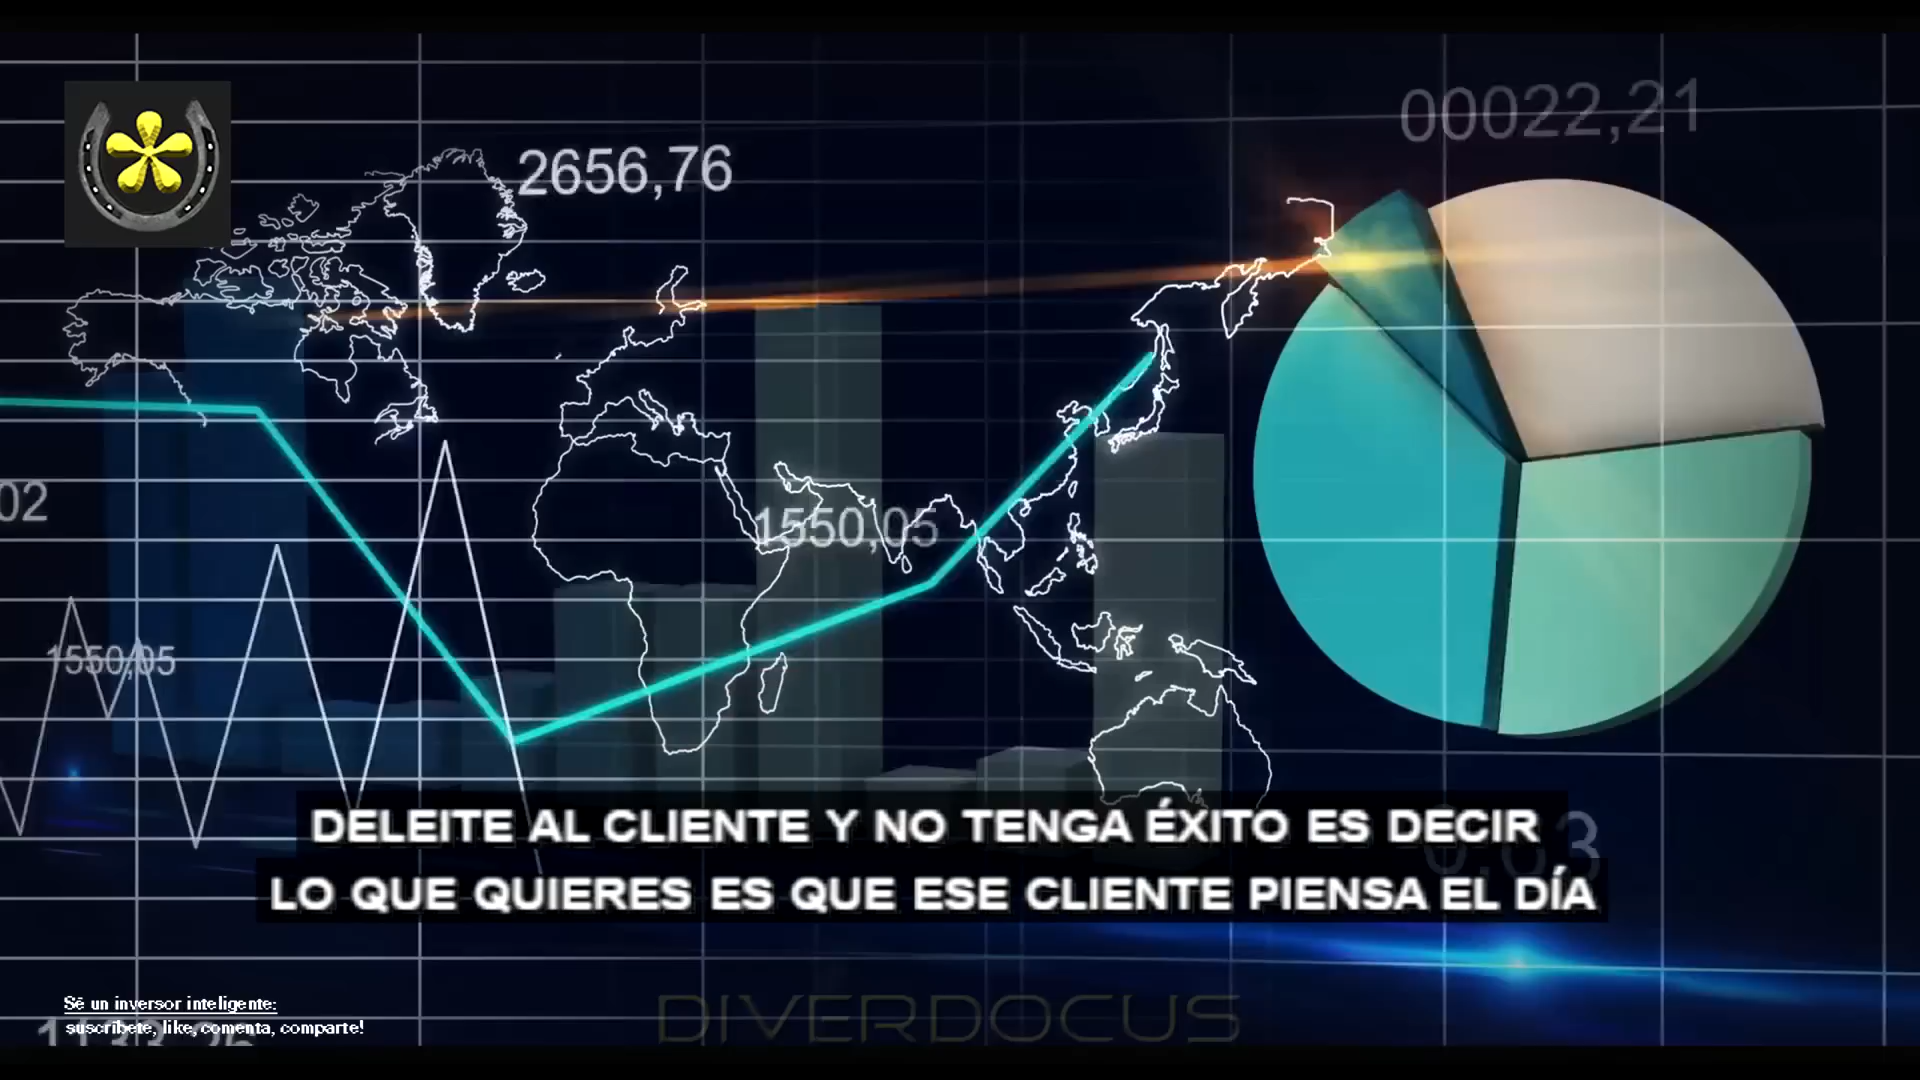 00022,21
2656,76
02
1550,05
1550,05
DELEITE AL CLIENTE Y NO TENGA ÉXITO ES DECIR
LO QUE QUIERES ES QUE ESE CLIENTE PIENSA EL DÍA
Sé un inversor inteligente:
suscríbete, like, comenta, comparte!
DIVERDOCUS